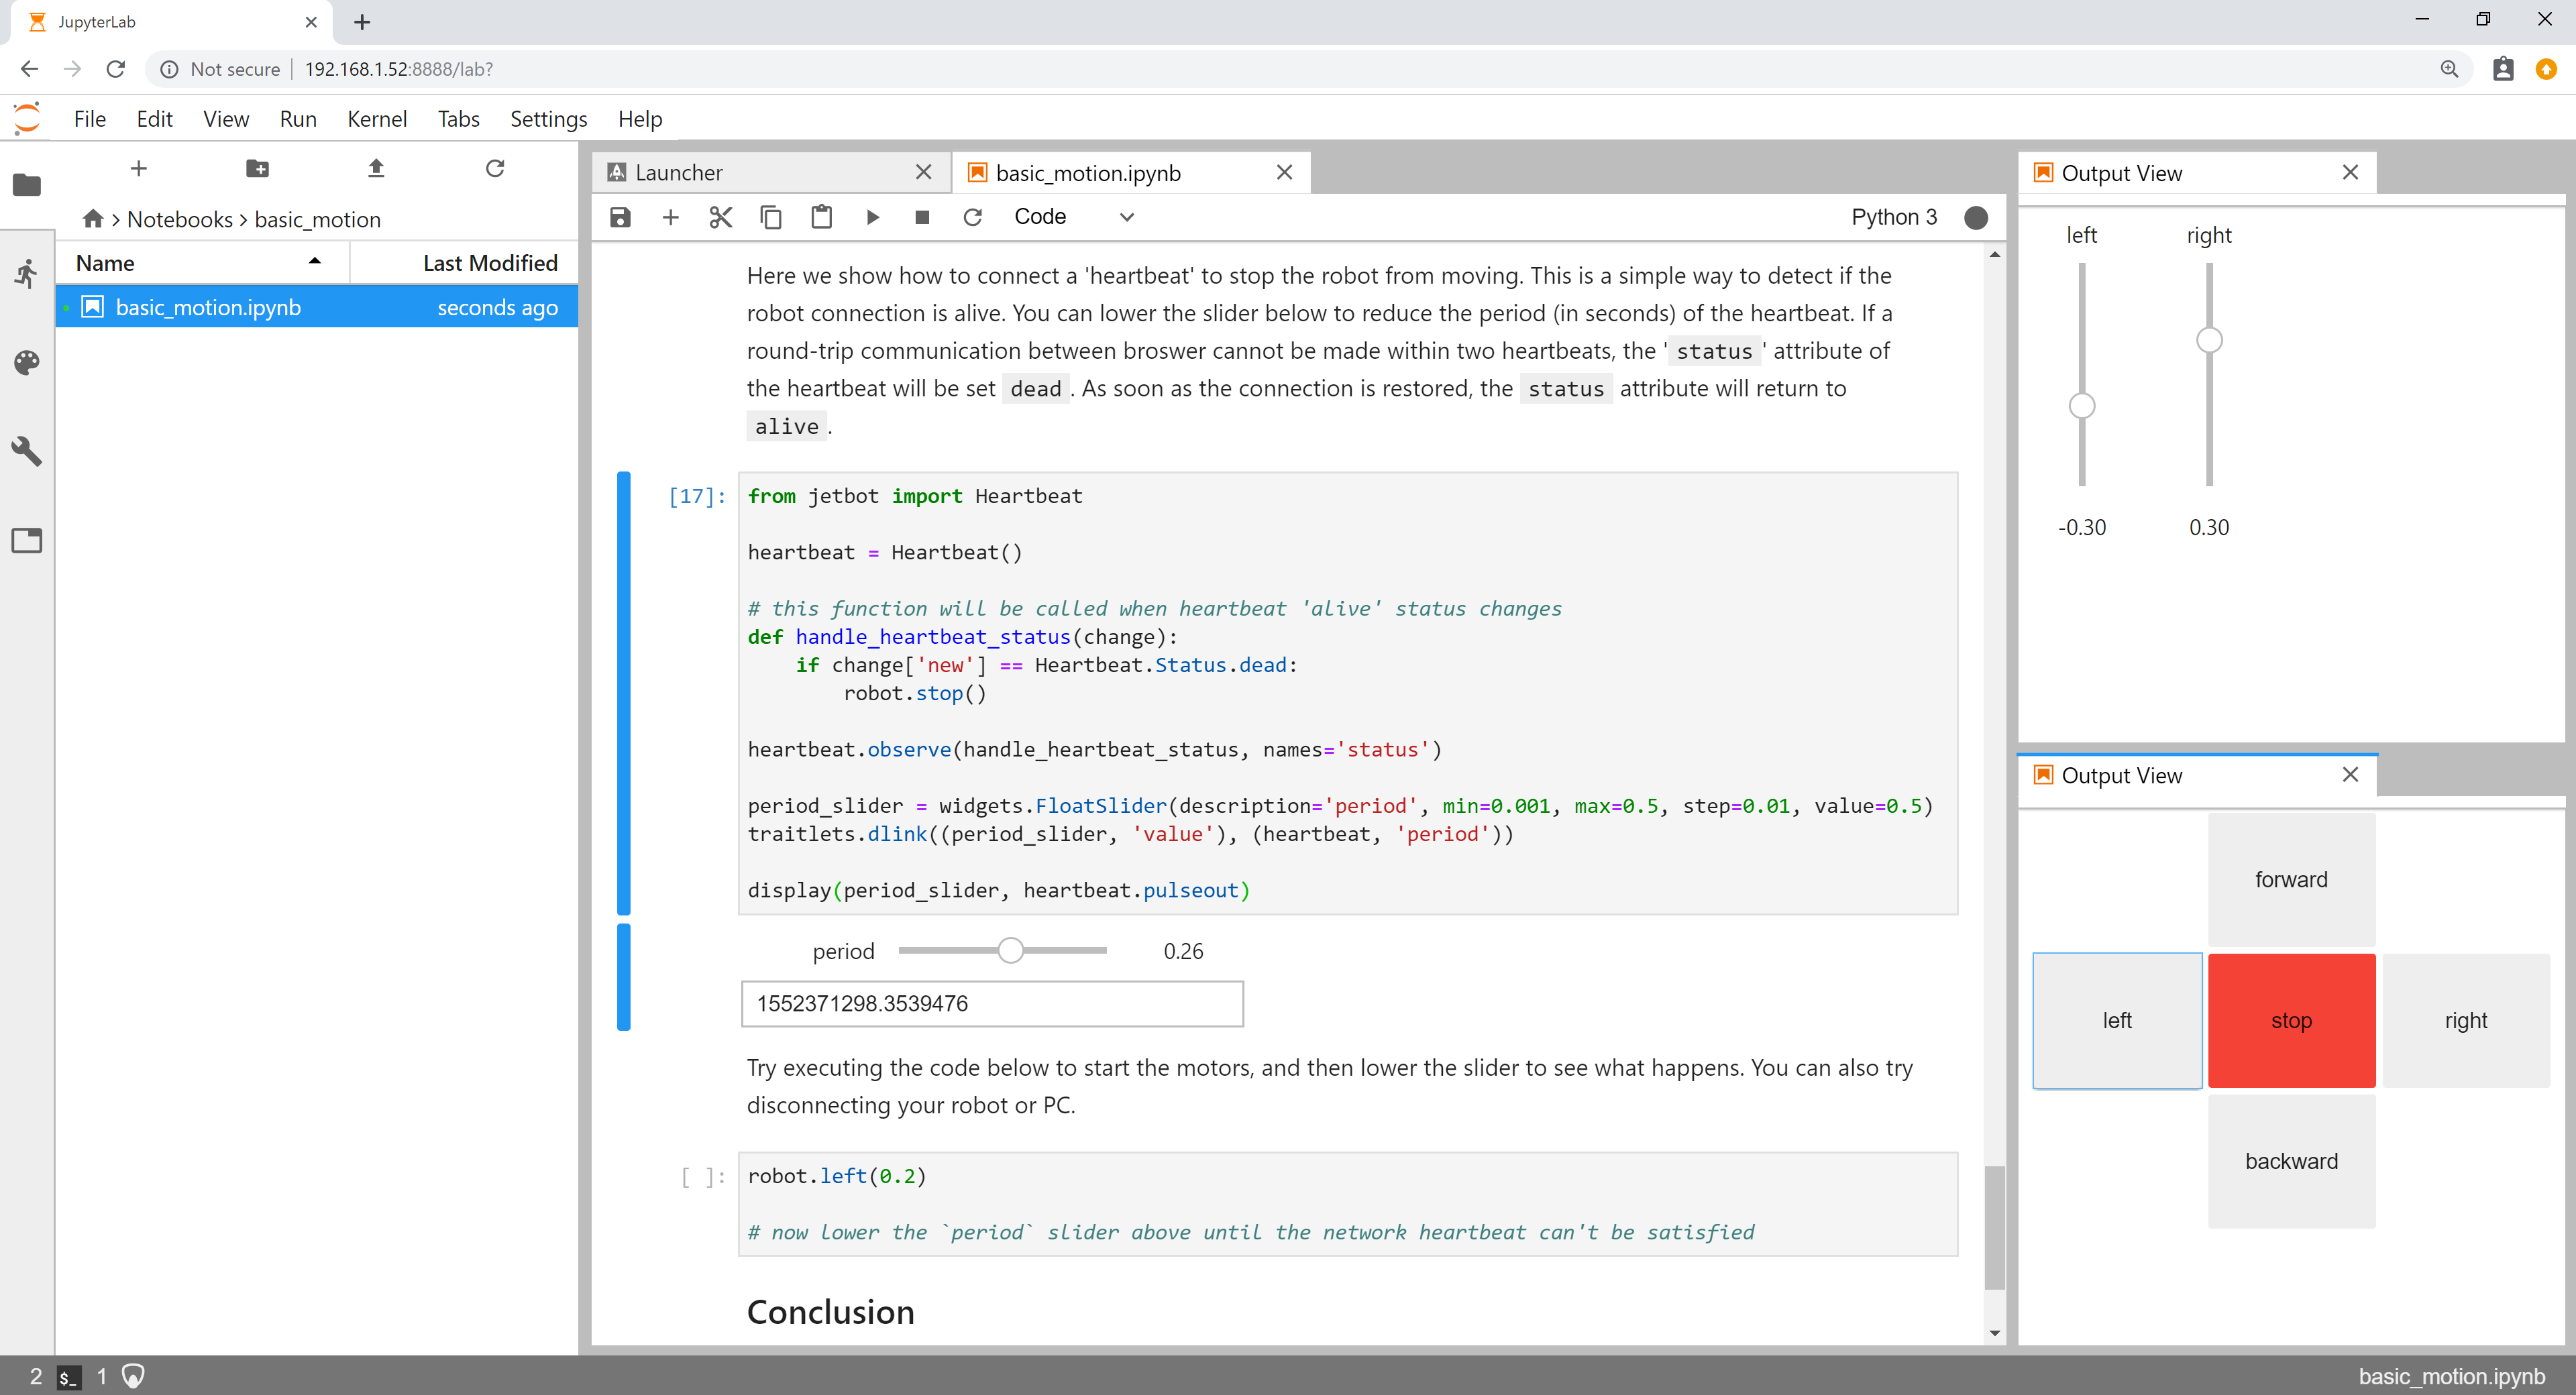 JupyterLab
Not secure
192.168.1.52:8888/lab?
File Edit View Run Kernel Tabs Settings Help
> Notebooks > basic_motion
Name Last Modified
basic_motion.ipynb seconds ago
Launcher
basic_motion.ipynb
Code
Python 3
Here we show how to connect a 'heartbeat' to stop the robot from moving. This is a simple way to detect if the
robot connection is alive. You can lower the slider below to reduce the period (in seconds) of the heartbeat. If a
round-trip communication between broswer cannot be made within two heartbeats, the ' status ' attribute of
the heartbeat will be set dead . As soon as the connection is restored, the status attribute will return to
alive .
[17]:
from jetbot import Heartbeat
heartbeat = Heartbeat()
# this function will be called when heartbeat 'alive' status changes
def handle_heartbeat_status(change):
    if change['new'] == Heartbeat.Status.dead:
        robot.stop()
heartbeat.observe(handle_heartbeat_status, names='status')
period_slider = widgets.FloatSlider(description='period', min=0.001, max=0.5, step=0.01, value=0.5)
traitlets.dlink((period_slider, 'value'), (heartbeat, 'period'))
display(period_slider, heartbeat.pulseout)
period 0.26
1552371298.3539476
Try executing the code below to start the motors, and then lower the slider to see what happens. You can also try
disconnecting your robot or PC.
[ ]:
robot.left(0.2)
# now lower the `period` slider above until the network heartbeat can't be satisfied
Conclusion
Output View
left right
-0.30 0.30
Output View
forward
left stop right
backward
2 $_ 1
basic_motion.ipynb